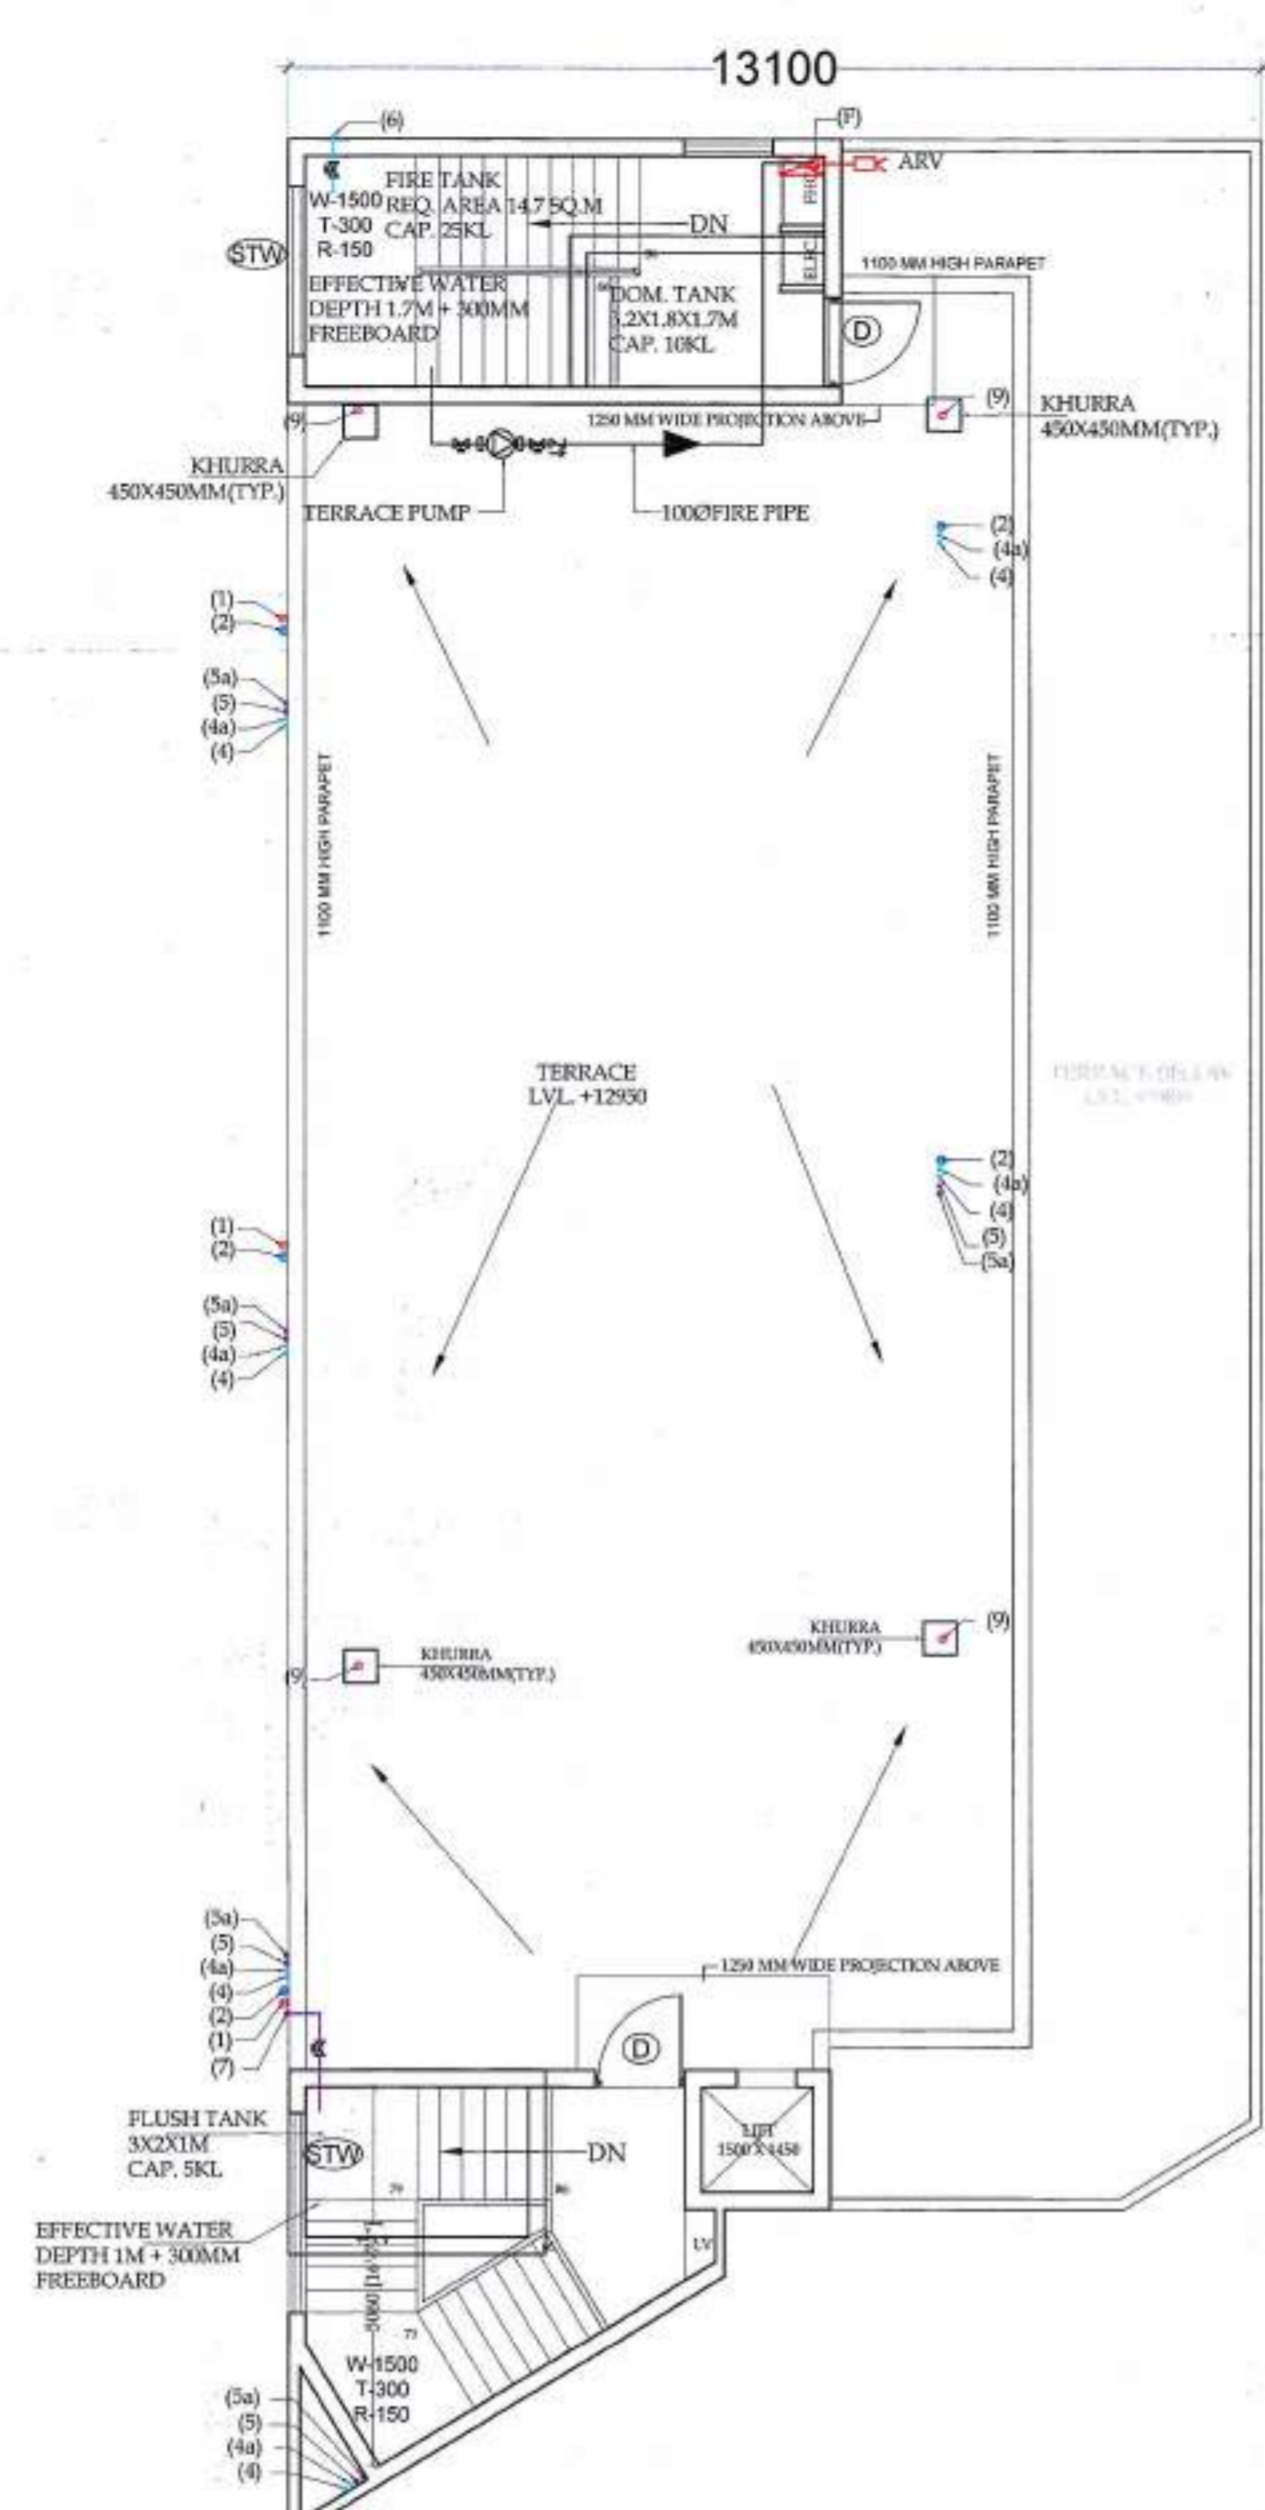 13100
(6)
(F)
ARV
FIRE TANK
REQ. AREA 14.7 SQ.M
CAP. 25KL
W-1500
T-300
R-150
DN
STW
ELEC.
1100 MM HIGH PARAPET
EFFECTIVE WATER
DEPTH 1.7M + 300MM
FREEBOARD
DOM. TANK
X1.8X1.7M
CAP. 10KL
D
(9)
1250 MM WIDE PROJECTION ABOVE
(9)
KHURRA
450X450MM(TYP.)
KHURRA
450X450MM(TYP.)
TERRACE PUMP
100ØFIRE PIPE
(2)
(4a)
(4)
(1)
(2)
(5a)
(5)
(4a)
(4)
1100 MM HIGH PARAPET
1100 MM HIGH PARAPET
TERRACE
LVL. +12950
(2)
(4a)
(4)
(5)
(5a)
(1)
(2)
(5a)
(5)
(4a)
(4)
KHURRA
450X450MM(TYP.)
(9)
(9)
KHURRA
450X450MM(TYP.)
(5a)
(5)
(4a)
(4)
(2)
(1)
(7)
1250 MM WIDE PROJECTION ABOVE
D
FLUSH TANK
3X2X1M
CAP. 5KL
STW
DN
LIFT
1500 X 1450
EFFECTIVE WATER
DEPTH 1M + 300MM
FREEBOARD
LV
W-1500
T-300
R-150
(5a)
(5)
(4a)
(4)